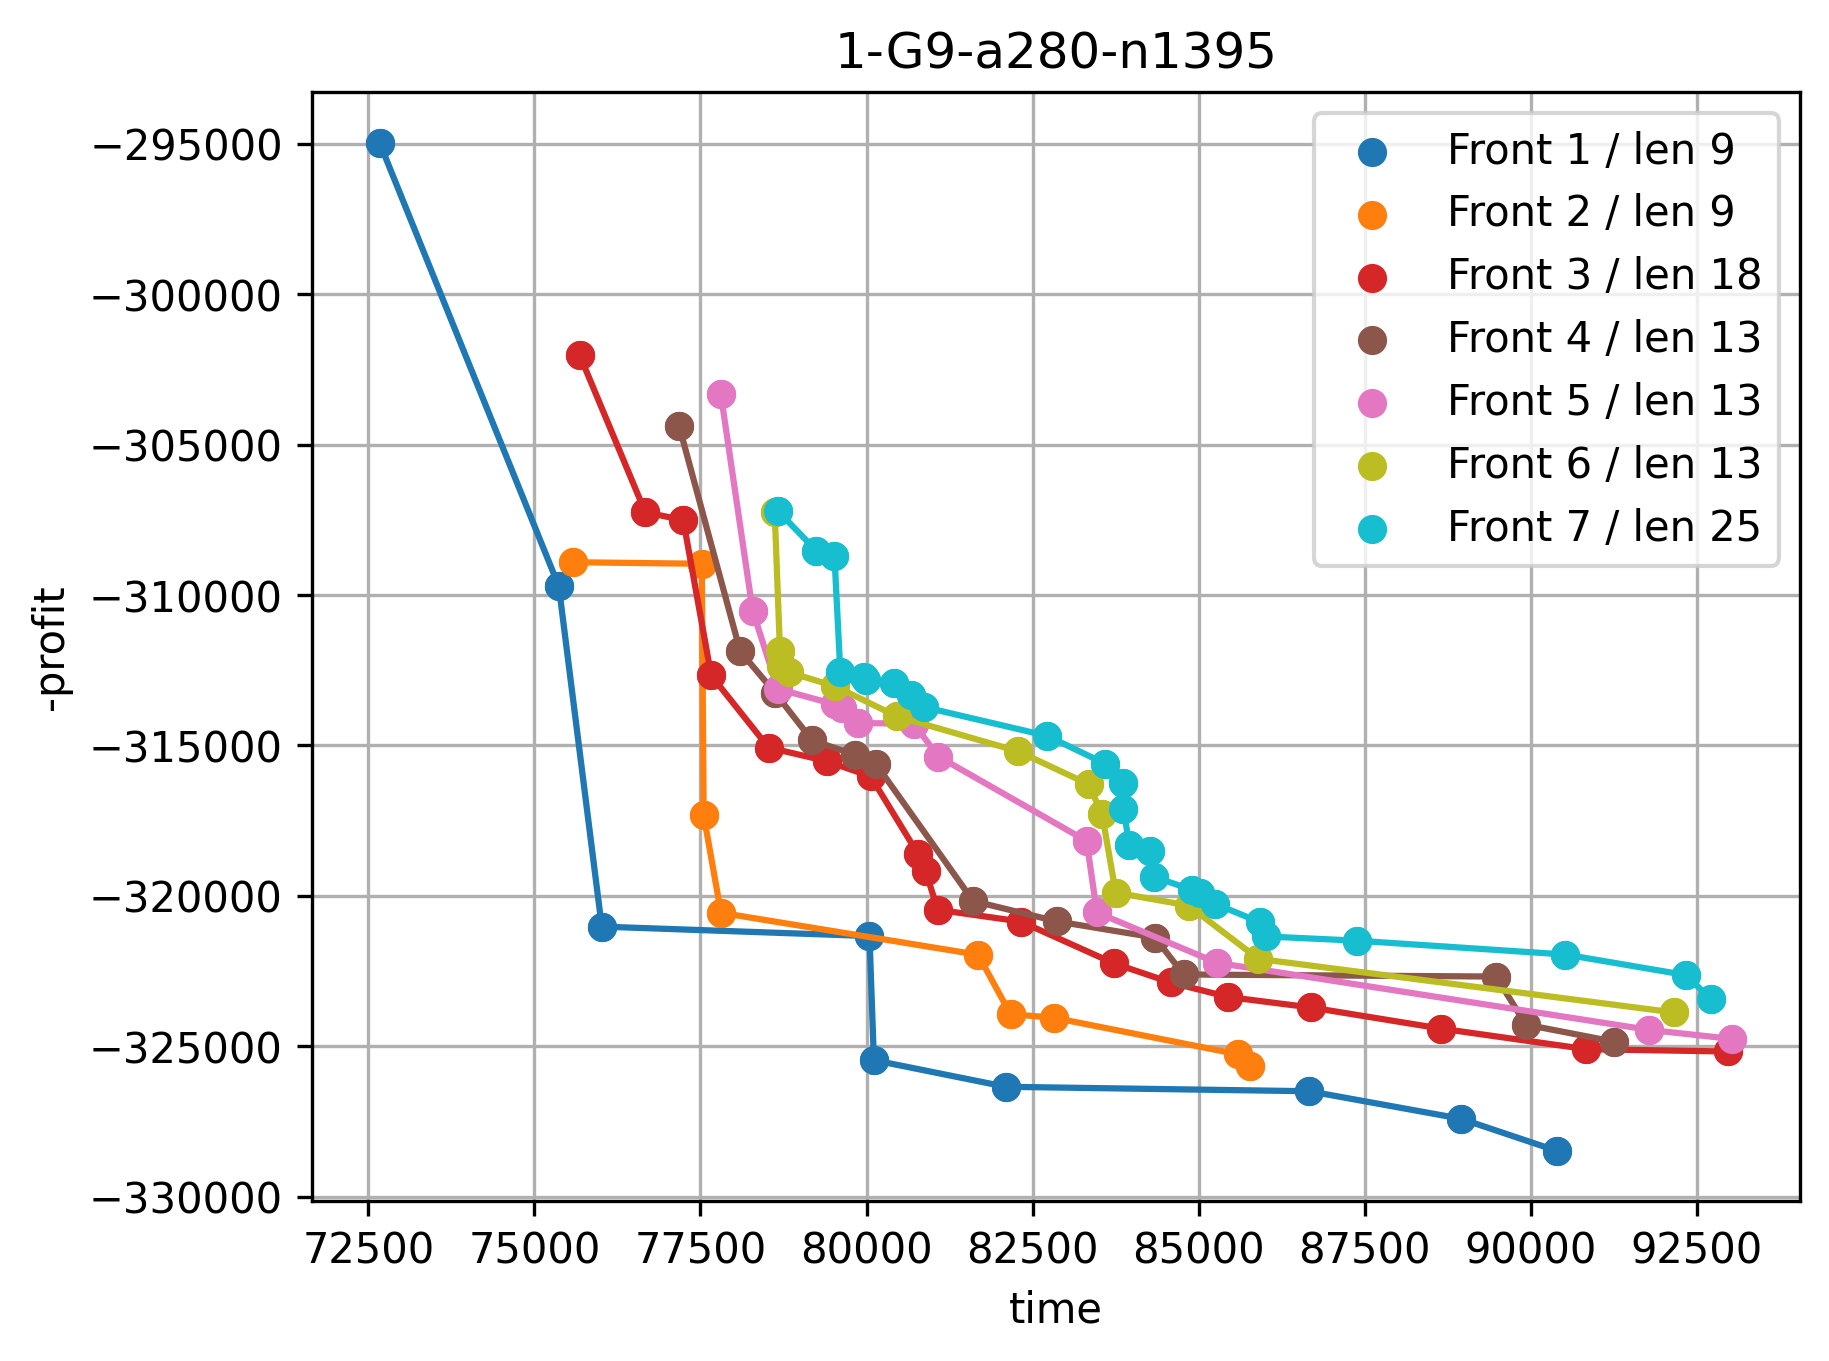 1-G9-a280-n1395
Front 1 / len 9
Front 2 / len 9
Front 3 / len 18
Front 4 / len 13
Front 5 / len 13
Front 6 / len 13
Front 7 / len 25
−295000
−300000
−305000
−310000
−315000
−320000
−325000
−330000
-profit
72500 75000 77500 80000 82500 85000 87500 90000 92500
time